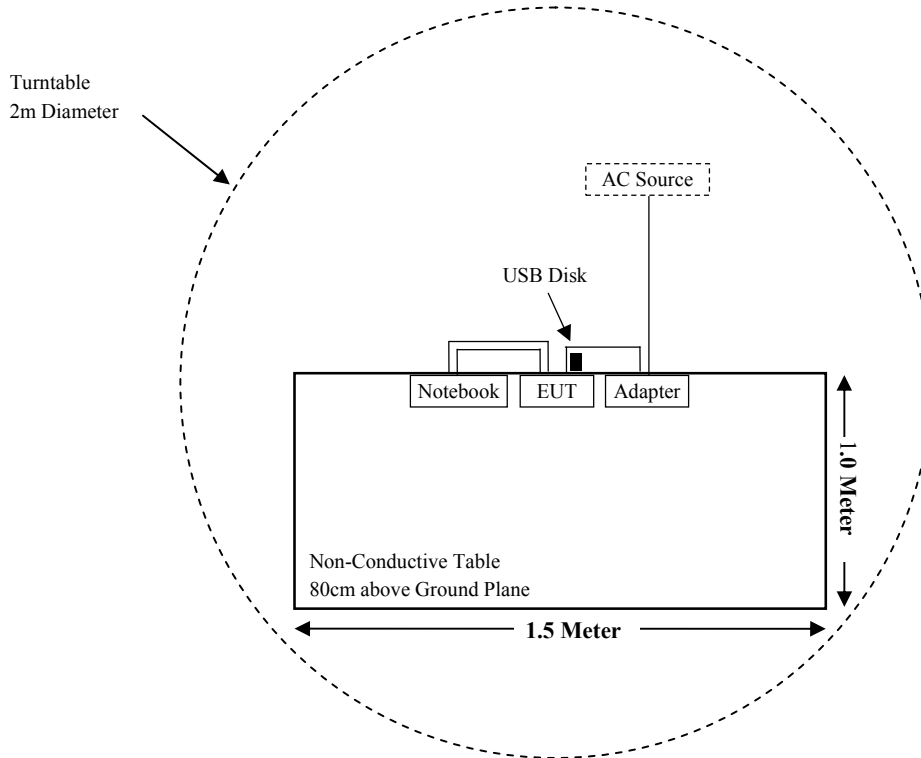 Turntable
2m Diameter
AC Source
USB Disk
Notebook
EUT
Adapter
1.0 Meter
Non-Conductive Table
80cm above Ground Plane
1.5 Meter